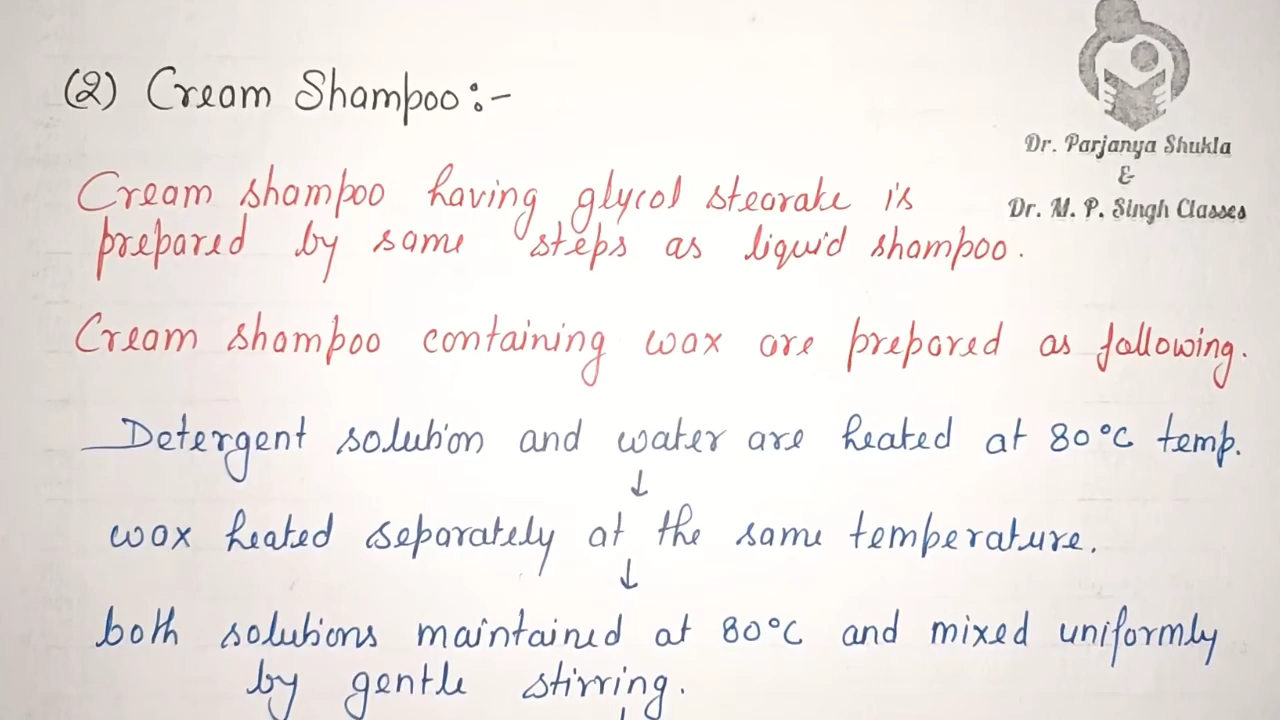 (2) Cream Shampoo:-
Dr. Parjanya Shukla
&
Dr. M. P. Singh Classes
Cream shampoo having glycol stearate is
prepared by same steps as liquid shampoo.
Cream shampoo containing wax are prepared as following.
Detergent solution and water are heated at 80°C temp.
↓
wax heated separately at the same temperature.
↓
both solutions maintained at 80°C and mixed uniformly
by gentle stirring.